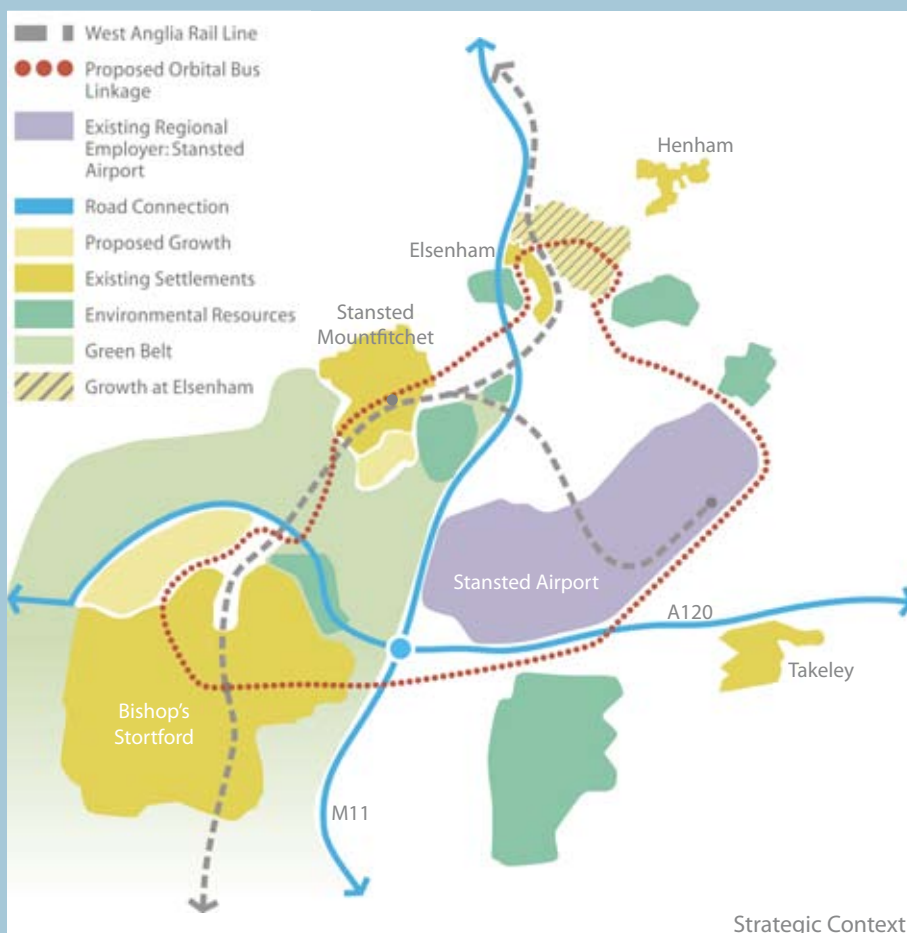 West Anglia Rail Line
Proposed Orbital Bus
Linkage
Existing Regional
Employer: Stansted
Airport
Road Connection
Proposed Growth
Existing Settlements
Environmental Resources
Green Belt
Growth at Elsenham
Henham
Elsenham
Stansted
Mountfitchet
Stansted Airport
A120
Takeley
Bishop's
Stortford
M11
Strategic Context